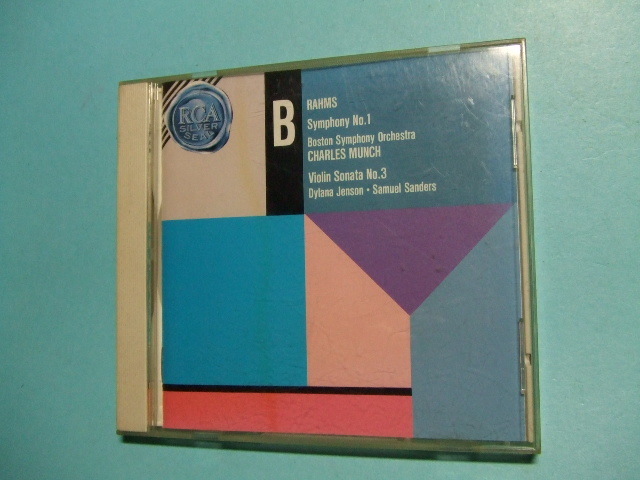 RCA
SILVER
SEAL
BRAHMS
Symphony No.1
Boston Symphony Orchestra
CHARLES MUNCH
Violin Sonata No.3
Dylana Jenson • Samuel Sanders